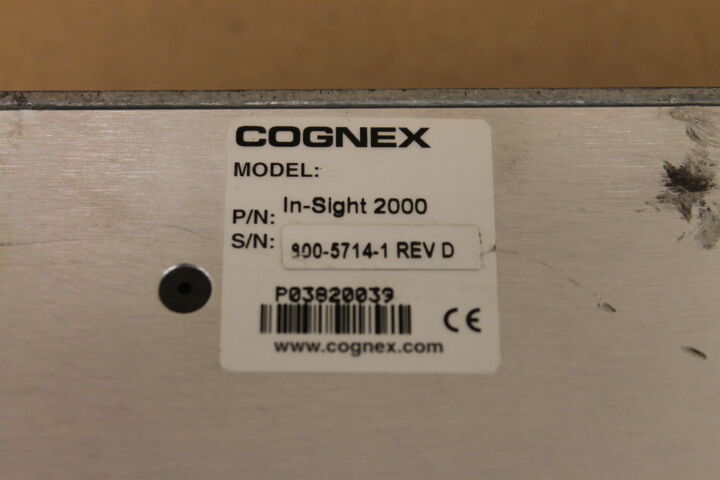 COGNEX
MODEL:
In-Sight 2000
P/N:
S/N:
800-5714-1 REV D
P03820039
CE
www.cognex.com